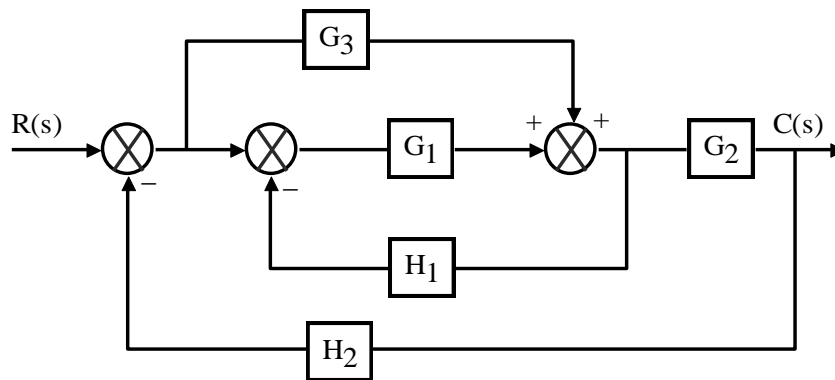 G3
R(s)
+ +
G1
G2
C(s)
−
−
H1
H2